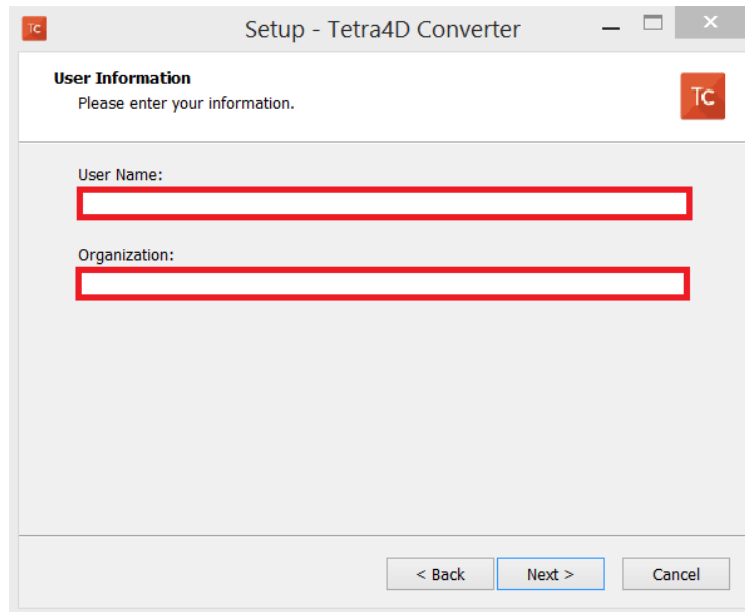 TC
Setup - Tetra4D Converter
User Information
Please enter your information.
TC
User Name:
Organization:
< Back
Next >
Cancel